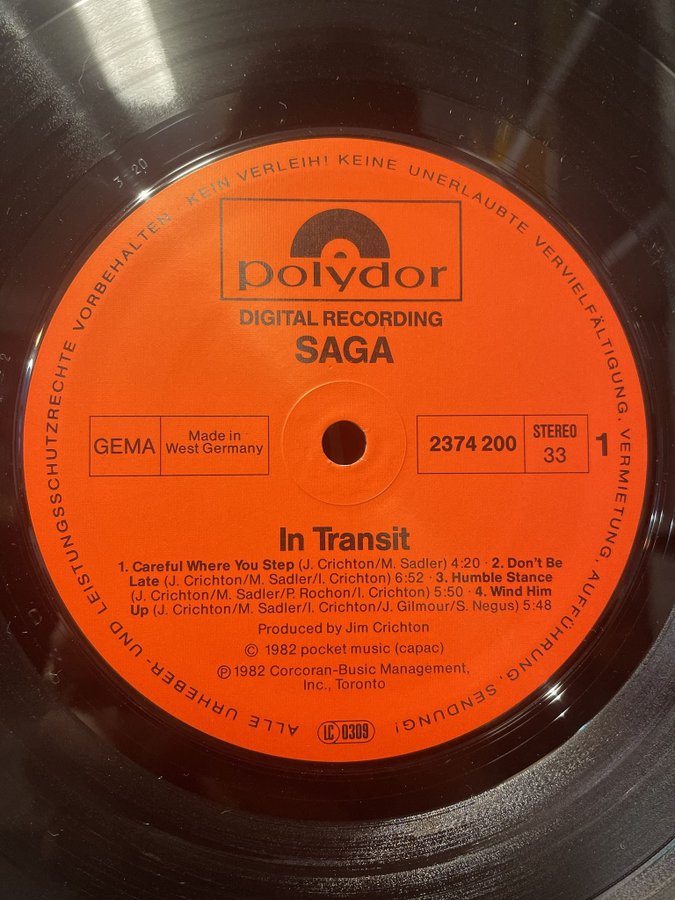 ALLE URHEBER- UND LEISTUNGSSCHUTZRECHTE VORBEHALTEN · KEIN VERLEIH! KEINE UNERLAUBTE VERVIELFÄLTIGUNG, VERMIETUNG, AUFFÜHRUNG, SENDUNG!
polydor
DIGITAL RECORDING
SAGA
GEMA
Made in
West Germany
2374 200
STEREO
33
1
In Transit
1. Careful Where You Step (J. Crichton/M. Sadler) 4:20 · 2. Don't Be
Late (J. Crichton/M. Sadler/I. Crichton) 6:52 · 3. Humble Stance
(J. Crichton/M. Sadler/P. Rochon/I. Crichton) 5:50 · 4. Wind Him
Up (J. Crichton/M. Sadler/I. Crichton/J. Gilmour/S. Negus) 5:48
Produced by Jim Crichton
© 1982 pocket music (capac)
℗ 1982 Corcoran-Busic Management,
Inc., Toronto
LC 0309